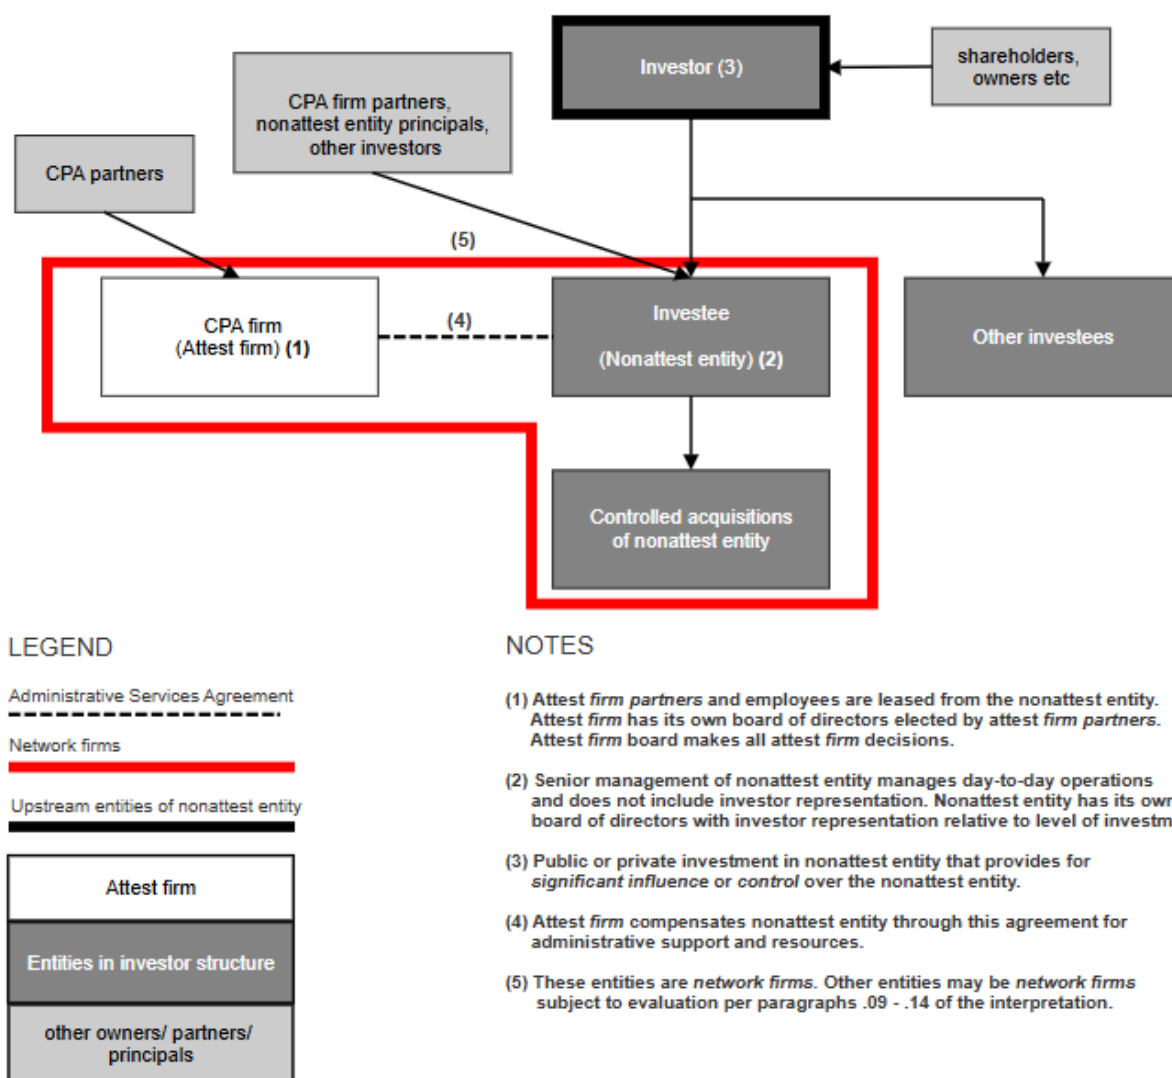 Investor (3)
shareholders,
owners etc
CPA firm partners,
nonattest entity principals,
other investors
CPA partners
(5)
CPA firm
(Attest firm) (1)
(4)
Investee
(Nonattest entity) (2)
Other investees
Controlled acquisitions
of nonattest entity
LEGEND
Administrative Services Agreement
Network firms
Upstream entities of nonattest entity
Attest firm
Entities in investor structure
other owners/ partners/
principals
NOTES
(1) Attest firm partners and employees are leased from the nonattest entity.
Attest firm has its own board of directors elected by attest firm partners.
Attest firm board makes all attest firm decisions.
(2) Senior management of nonattest entity manages day-to-day operations
and does not include investor representation. Nonattest entity has its own
board of directors with investor representation relative to level of investm
(3) Public or private investment in nonattest entity that provides for
significant influence or control over the nonattest entity.
(4) Attest firm compensates nonattest entity through this agreement for
administrative support and resources.
(5) These entities are network firms. Other entities may be network firms
subject to evaluation per paragraphs .09 - .14 of the interpretation.